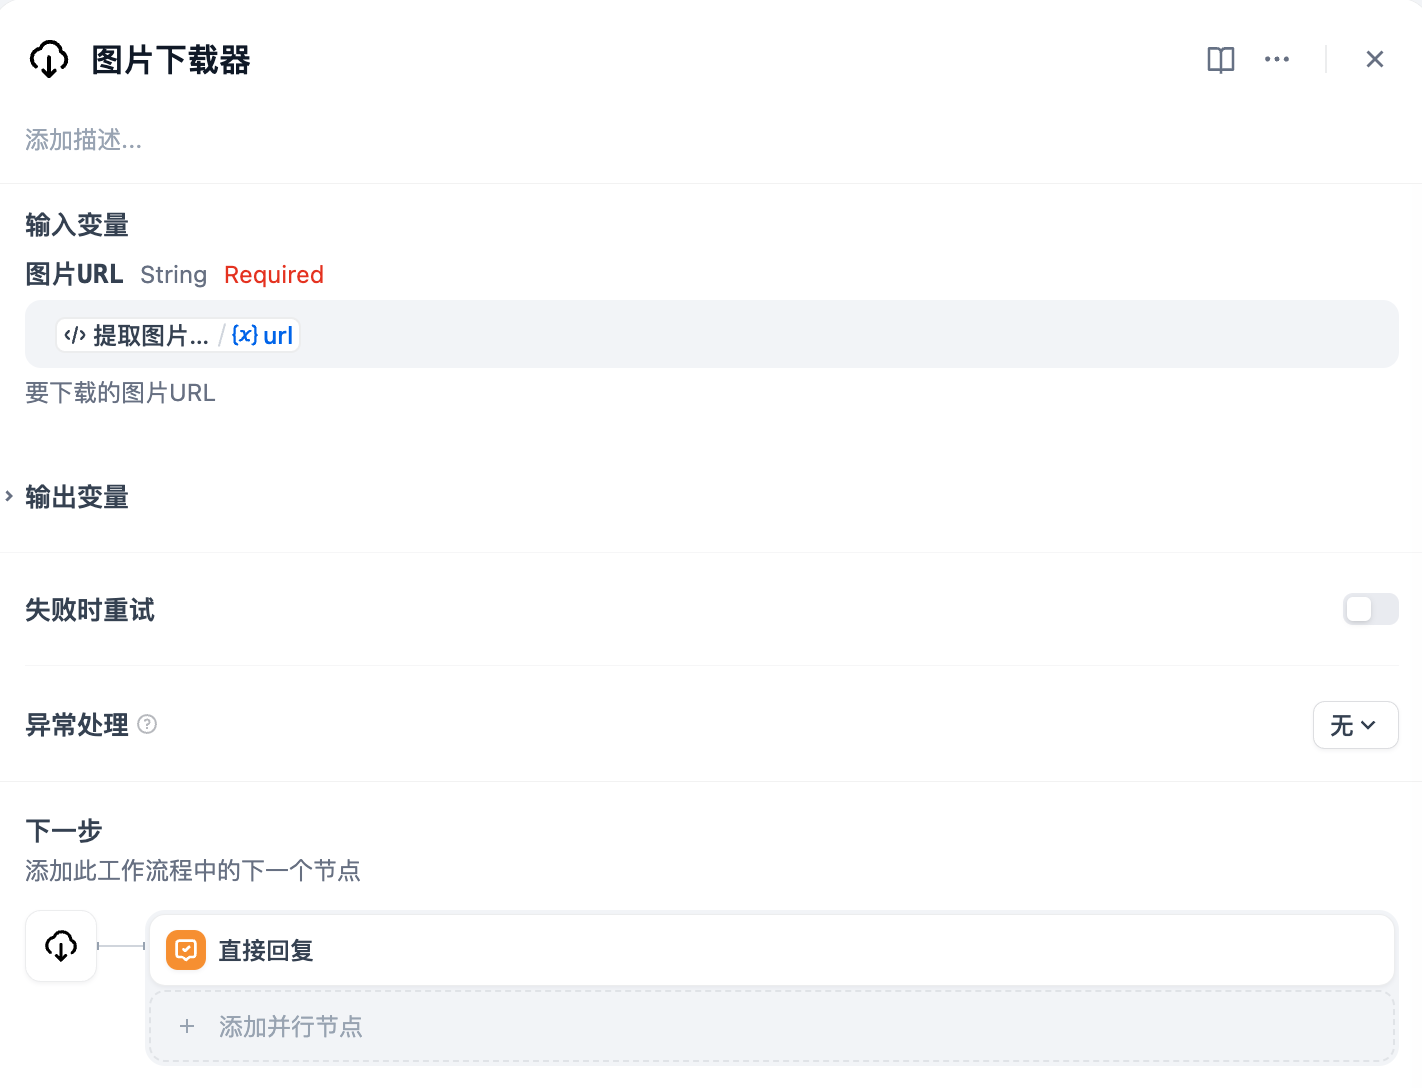 图片下载器
添加描述...
输入变量
图片URL String Required
提取图片... / {x} url
要下载的图片URL
输出变量
失败时重试
异常处理
无
下一步
添加此工作流程中的下一个节点
直接回复
+ 添加并行节点